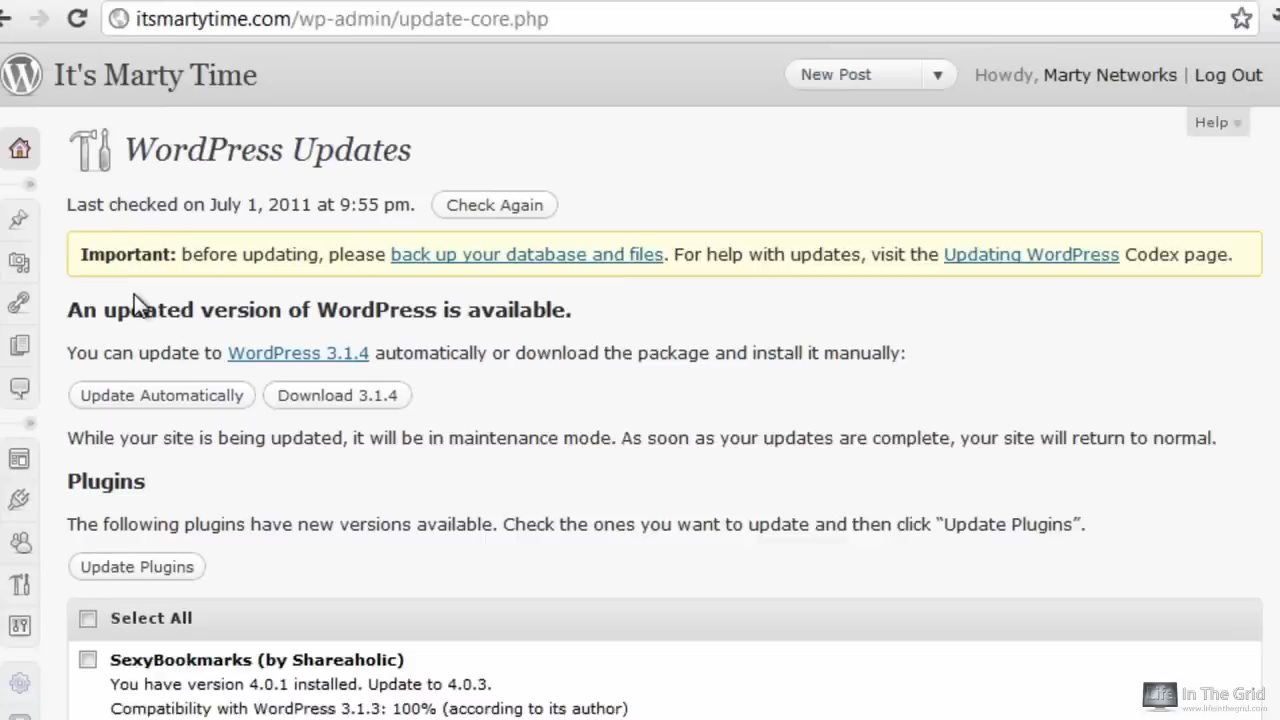 itsmartytime.com/wp-admin/update-core.php
It's Marty Time
New Post
Howdy, Marty Networks | Log Out
Help
WordPress Updates
Last checked on July 1, 2011 at 9:55 pm.
Check Again
Important: before updating, please back up your database and files. For help with updates, visit the Updating WordPress Codex page.
An updated version of WordPress is available.
You can update to WordPress 3.1.4 automatically or download the package and install it manually:
Update Automatically
Download 3.1.4
While your site is being updated, it will be in maintenance mode. As soon as your updates are complete, your site will return to normal.
Plugins
The following plugins have new versions available. Check the ones you want to update and then click “Update Plugins”.
Update Plugins
Select All
SexyBookmarks (by Shareaholic)
You have version 4.0.1 installed. Update to 4.0.3.
Compatibility with WordPress 3.1.3: 100% (according to its author)
Life In The Grid
www.lifeinthegrid.com